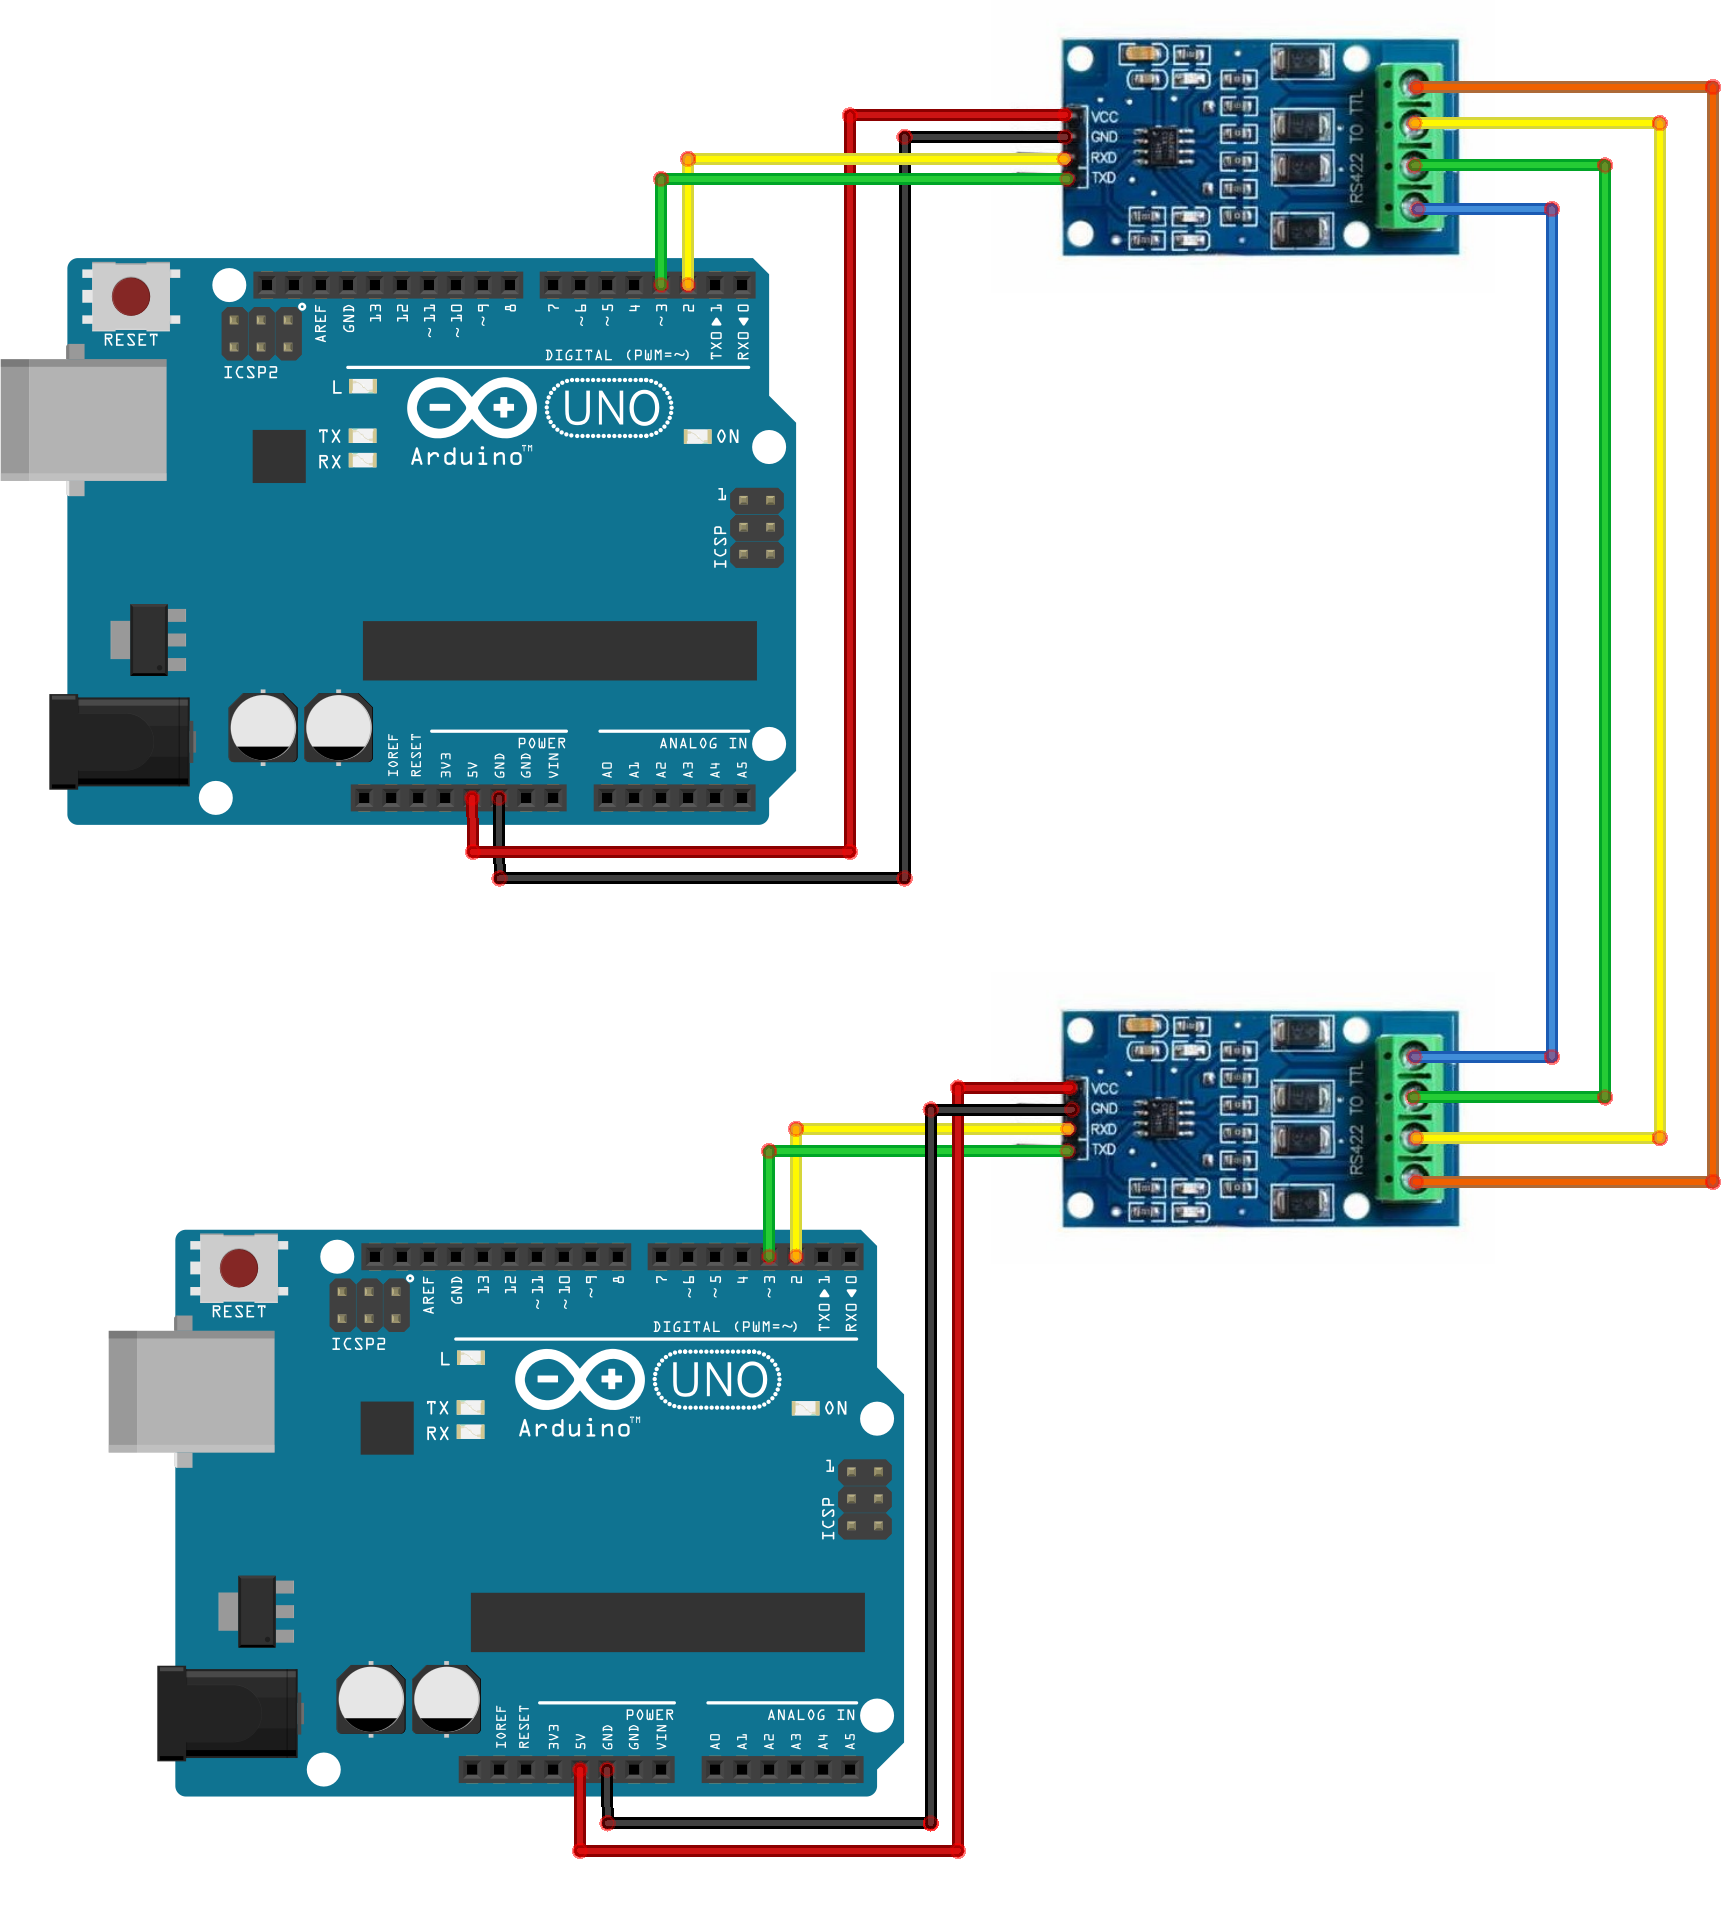 VCC
GND
RXD
TXD
RS422 TO TTL
RESET
ICSP2
AREF
GND
13
12
~11
~10
~9
8
7
~6
~5
4
~3
2
TX0▶1
RX0◀0
DIGITAL (PWM=~)
L
TX
RX
Arduino™
UNO
ON
1
ICSP
IOREF
RESET
3V3
5V
GND
GND
VIN
POWER
ANALOG IN
A0
A1
A2
A3
A4
A5
VCC
GND
RXD
TXD
RS422 TO TTL
RESET
ICSP2
AREF
GND
13
12
~11
~10
~9
8
7
~6
~5
4
~3
2
TX0▶1
RX0◀0
DIGITAL (PWM=~)
L
TX
RX
Arduino™
UNO
ON
1
ICSP
IOREF
RESET
3V3
5V
GND
GND
VIN
POWER
ANALOG IN
A0
A1
A2
A3
A4
A5